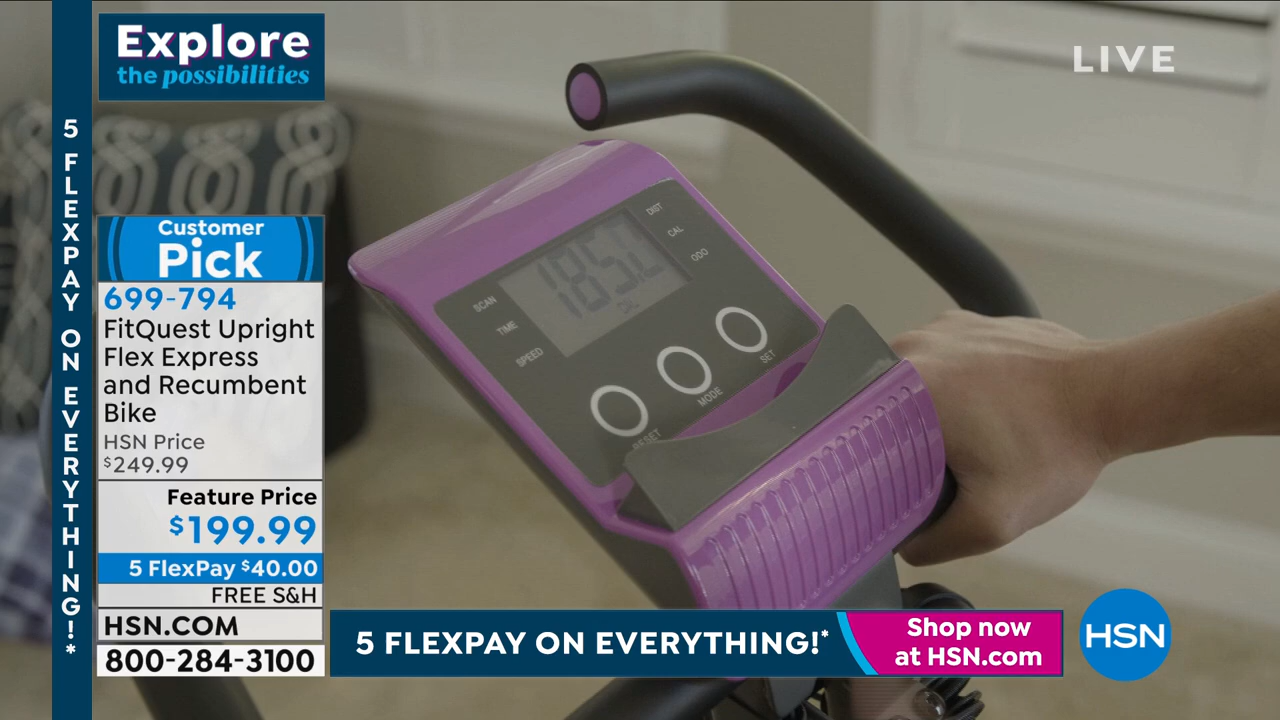 Explore
the possibilities
LIVE
5 FLEXPAY ON EVERYTHING!*
Customer
Pick
699-794
FitQuest Upright
Flex Express
and Recumbent
Bike
HSN Price
$249.99
Feature Price
$199.99
5 FlexPay $40.00
FREE S&H
HSN.COM
800-284-3100
SCAN
TIME
SPEED
DIST
CAL
ODO
RESET
MODE
SET
5 FLEXPAY ON EVERYTHING!*
Shop now
at HSN.com
HSN